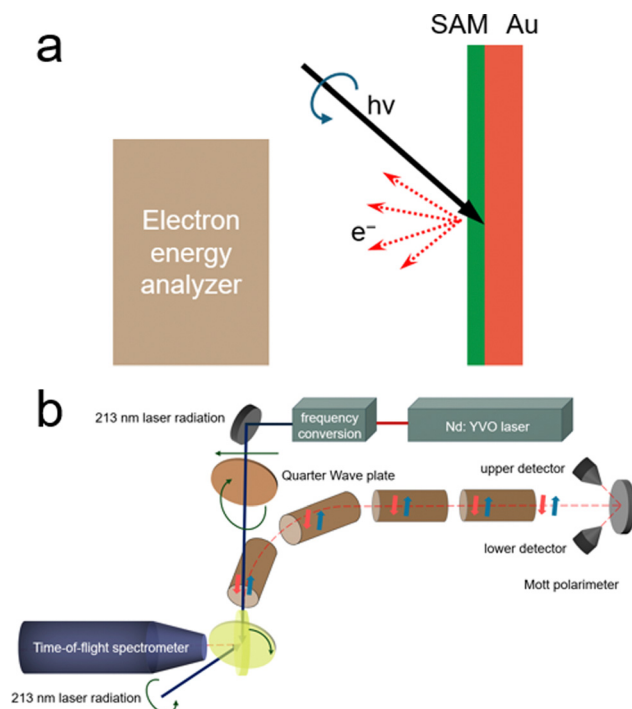 a
SAM Au
hν
e⁻
Electron
energy
analyzer
b
213 nm laser radiation
frequency
conversion
Nd: YVO laser
Quarter Wave plate
upper detector
lower detector
Mott polarimeter
Time-of-flight spectrometer
213 nm laser radiation